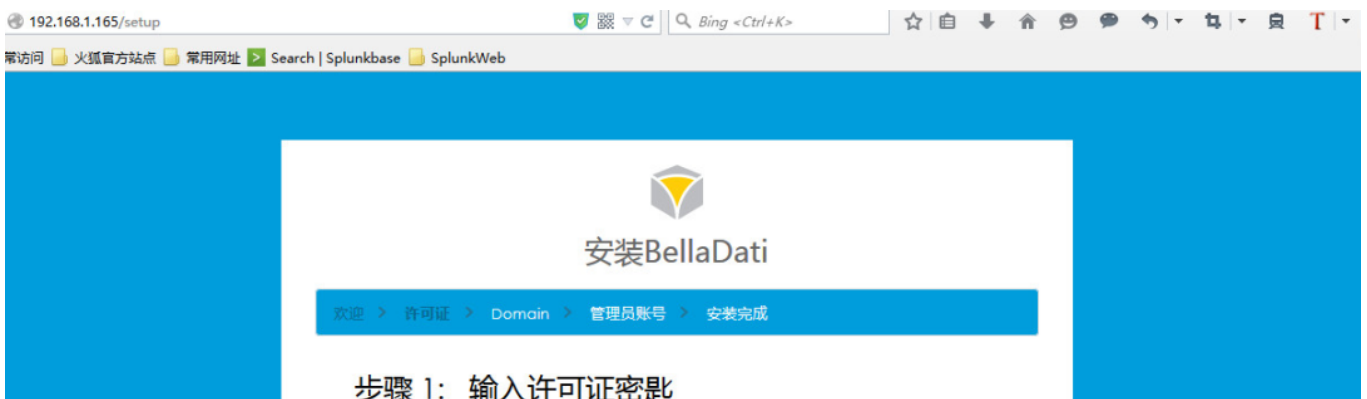 192.168.1.165/setup
Bing <Ctrl+K>
常访问 火狐官方站点 常用网址 Search | Splunkbase SplunkWeb
安装BellaDati
欢迎 > 许可证 > Domain > 管理员账号 > 安装完成
步骤 1: 输入许可证密匙